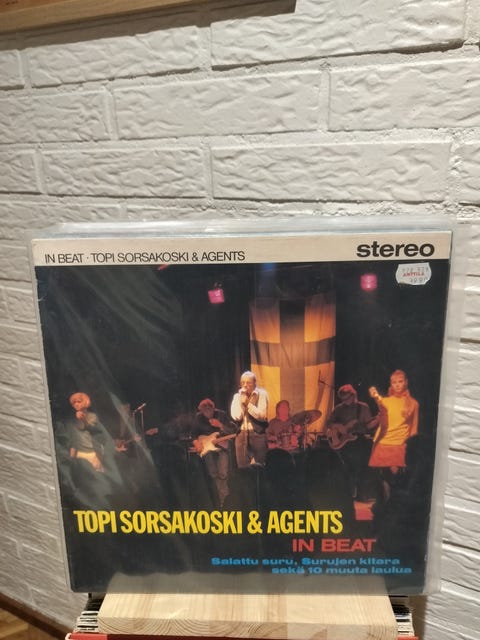 IN BEAT · TOPI SORSAKOSKI & AGENTS
stereo
ANTTILA
TOPI SORSAKOSKI & AGENTS
IN BEAT
Salattu suru, Surujen kitara
sekä 10 muuta laulua